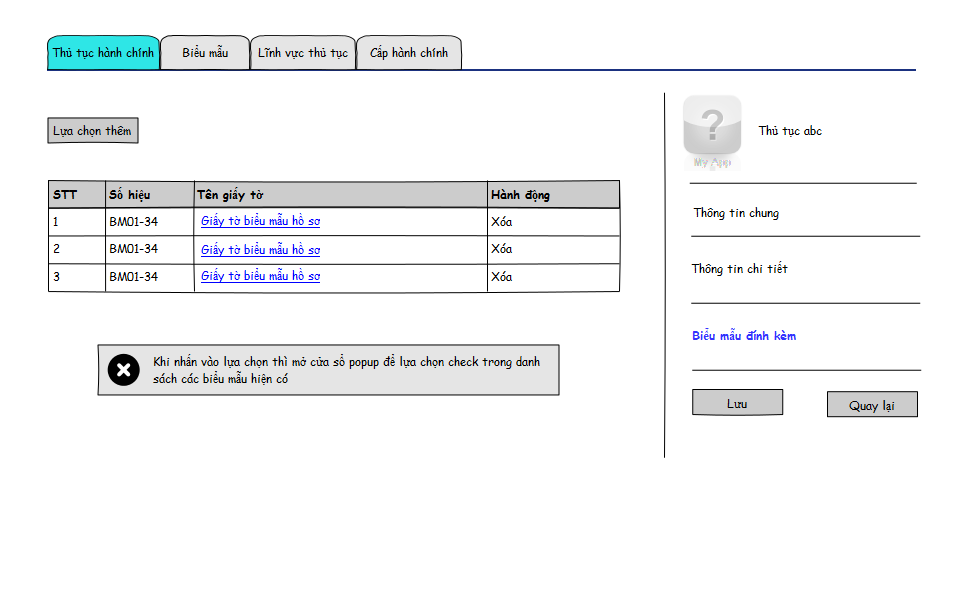 Thủ tục hành chính Biểu mẫu Lĩnh vực thủ tục Cấp hành chính
Lựa chọn thêm
STT Số hiệu Tên giấy tờ Hành động
1 BM01-34 Giấy tờ biểu mẫu hồ sơ Xóa
2 BM01-34 Giấy tờ biểu mẫu hồ sơ Xóa
3 BM01-34 Giấy tờ biểu mẫu hồ sơ Xóa
Khi nhấn vào lựa chọn thì mở cửa sổ popup để lựa chọn check trong danh
sách các biểu mẫu hiện có
?
My App
Thủ tục abc
Thông tin chung
Thông tin chi tiết
Biểu mẫu đính kèm
Lưu Quay lại